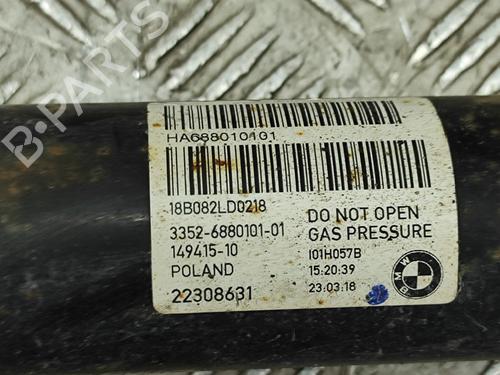 B-PARTS
HA688010101
18B082LD0218
3352-6880101-01
149415-10
POLAND
22308631
DO NOT OPEN
GAS PRESSURE
I01H057B
15:20:39
23.03.18
BMW